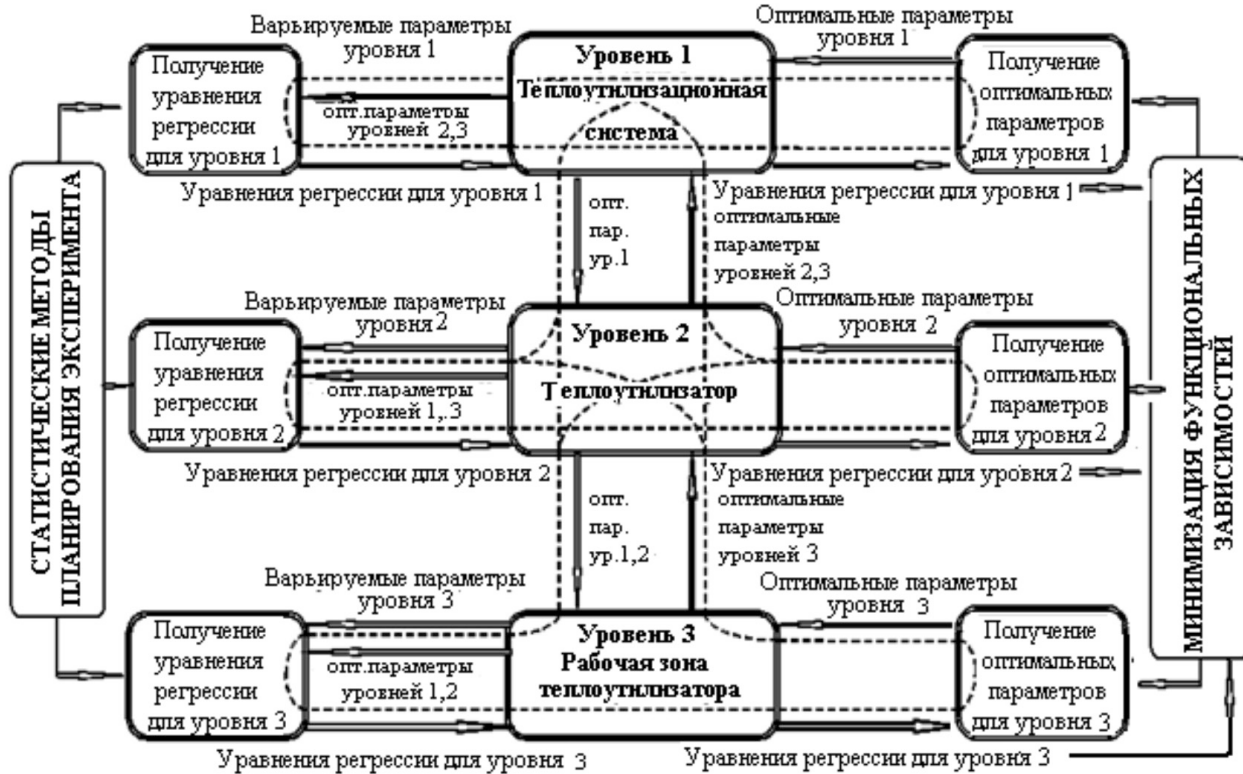 СТАТИСТИЧЕСКИЕ МЕТОДЫ
ПЛАНИРОВАНИЯ ЭКСПЕРИМЕНТА
Варьируемые параметры
уровня 1
Оптимальные параметры
уровня 1
Получение
уравнения
регрессии
для уровня 1
опт.параметры
уровней 2,3
Уровень 1
Теплоутилизационная
система
Получение
оптимальных
параметров
для уровня 1
Уравнения регрессии для уровня 1
Уравнения регрессии для уровня 1
опт.
пар.
ур.1
оптимальные
параметры
уровней 2,3
Варьируемые параметры
уровня 2
Оптимальные параметры
уровня 2
Получение
уравнения
регрессии
для уровня 2
опт.параметры
уровней 1,.3
Уровень 2
Теплоутилизатор
Получение
оптимальных
параметров
для уровня 2
Уравнения регрессии для уровня 2
Уравнения регрессии для уровня 2
опт.
пар.
ур.1,2
оптимальные
параметры
уровней 3
Варьируемые параметры
уровня 3
Оптимальные параметры
уровня 3
Получение
уравнения
регрессии
для уровня 3
опт.параметры
уровней 1,2
Уровень 3
Рабочая зона
теплоутилизатора
Получение
оптимальных
параметров
для уровня 3
Уравнения регрессии для уровня 3
Уравнения регрессии для уровня 3
МИНИМИЗАЦИЯ ФУНКЦИОНАЛЬНЫХ
ЗАВИСИМОСТЕЙ